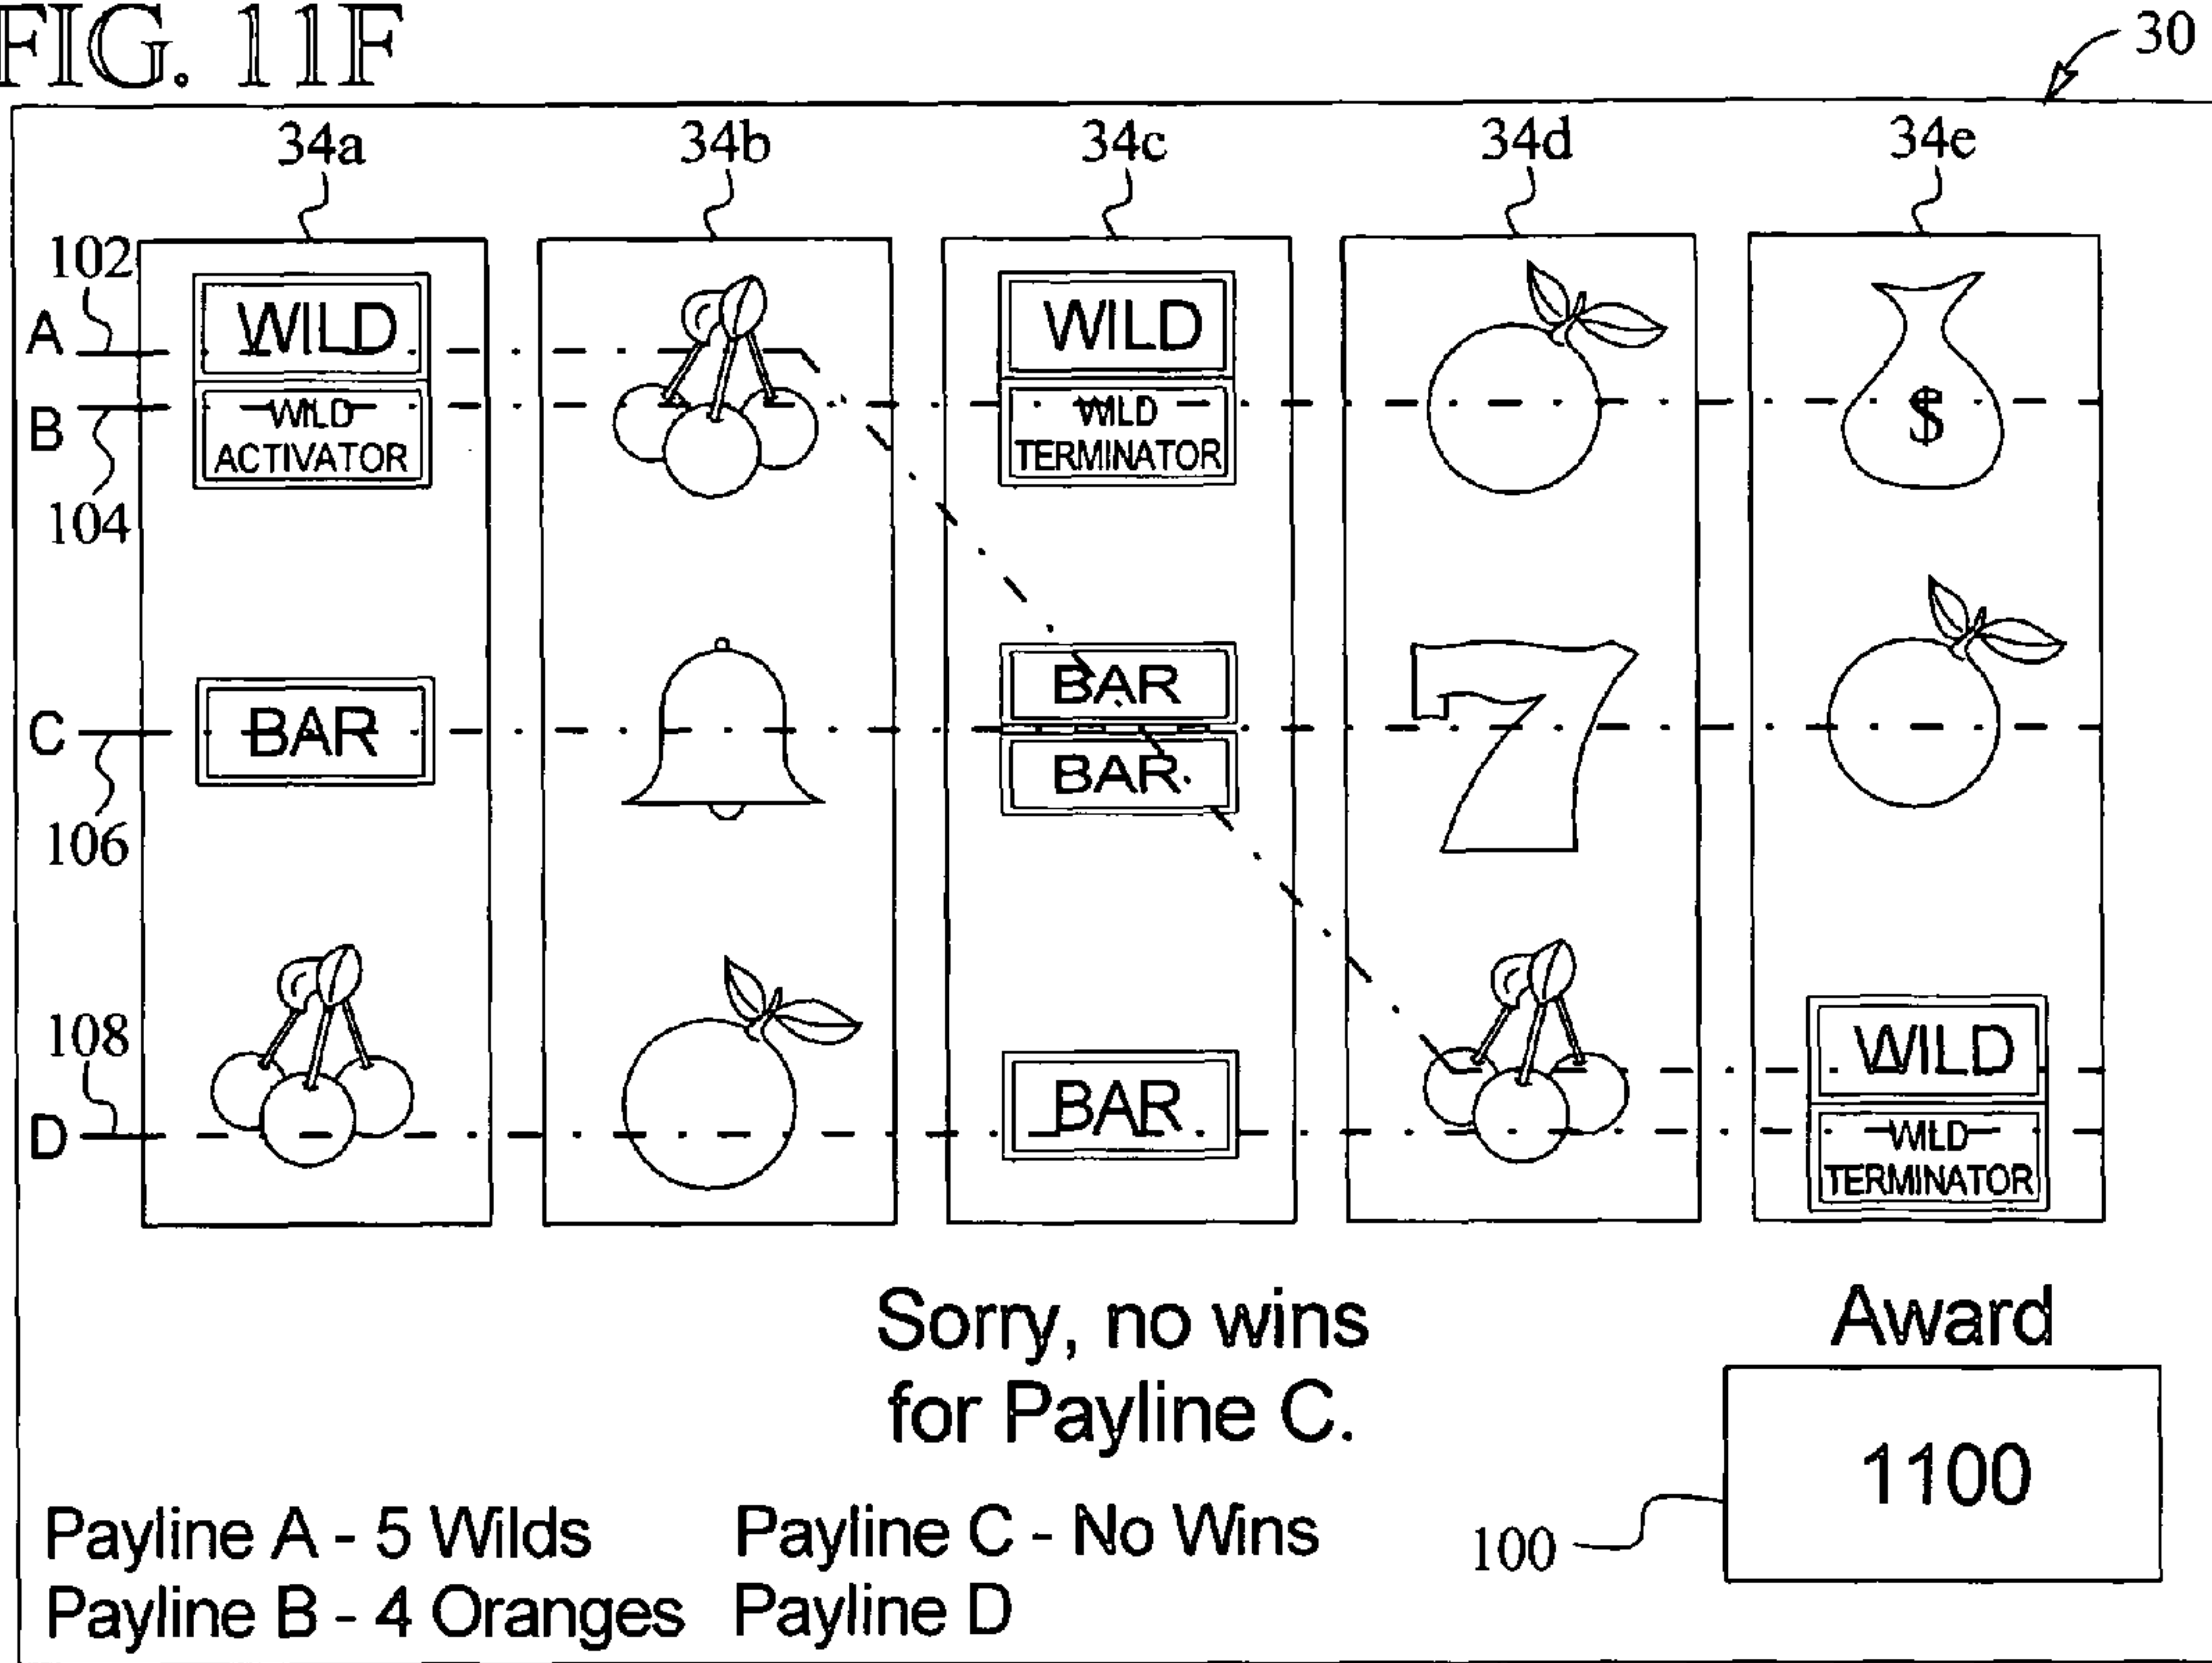 FIG. 11F
30
34a 34b 34c 34d 34e
102
A
WILD WILD $
B
WILD WILD
ACTIVATOR TERMINATOR
104
BAR
C BAR 7
BAR
106
108
WILD
BAR
D
WILD
TERMINATOR
Sorry, no wins
for Payline C.
Award
1100
100
Payline A - 5 Wilds Payline C - No Wins
Payline B - 4 Oranges Payline D